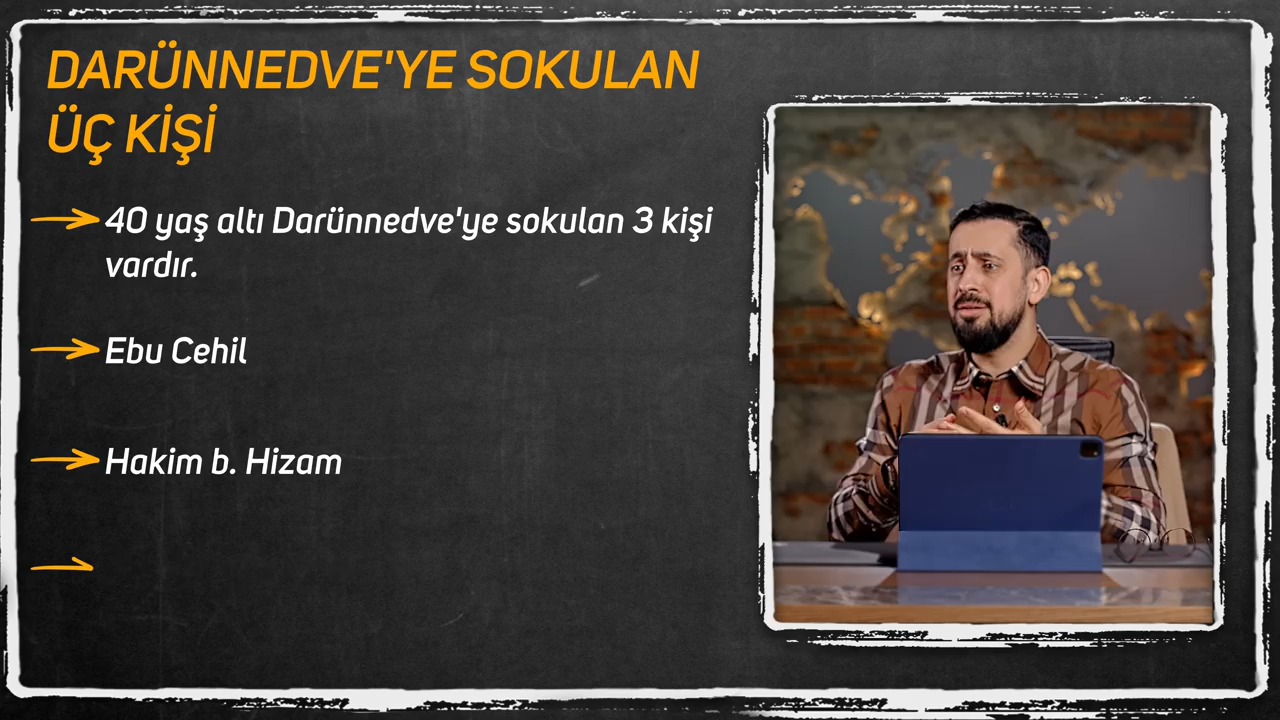 DARÜNNEDVE'YE SOKULAN
ÜÇ KİŞİ
40 yaş altı Darünnedve'ye sokulan 3 kişi
vardır.
Ebu Cehil
Hakim b. Hizam